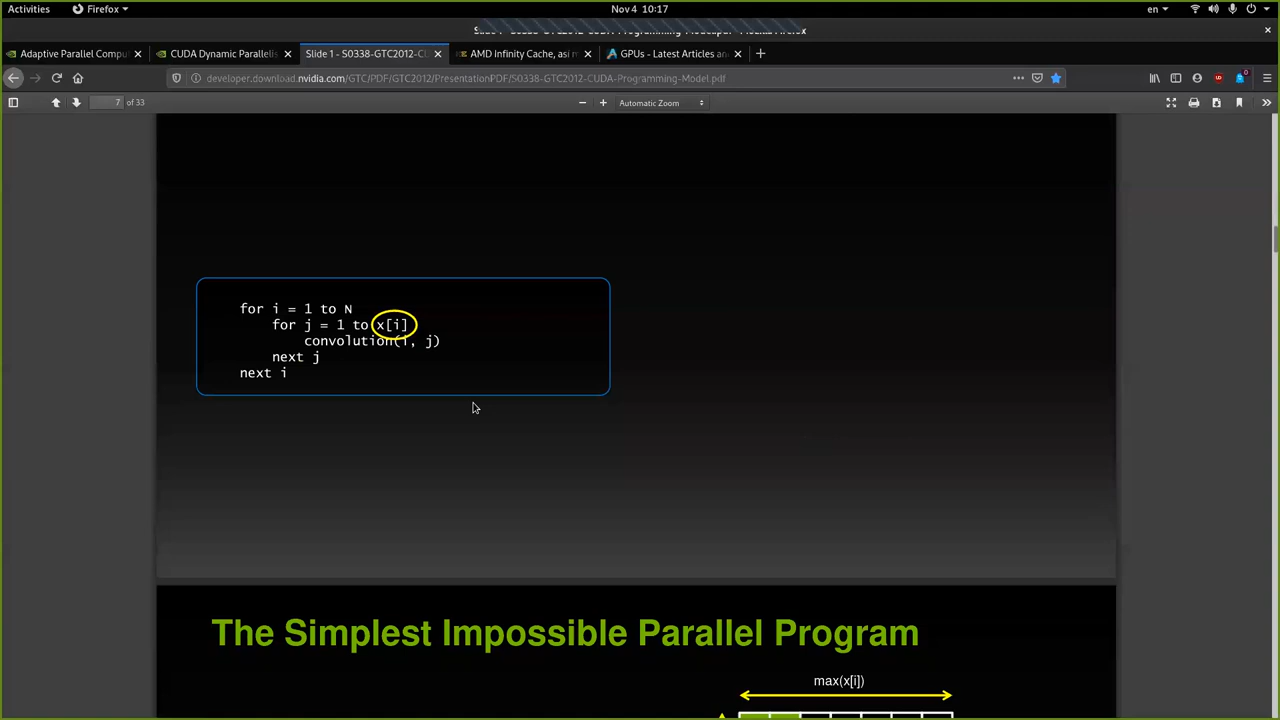 Activities
Firefox
Nov 4 10:17
en
Adaptive Parallel Compu
CUDA Dynamic Parallelis
Slide 1 - S0338-GTC2012-CU
AMD Infinity Cache, así
GPUs - Latest Articles an
developer.download.nvidia.com/GTC/PDF/GTC2012/PresentationPDF/S0338-GTC2012-CUDA-Programming-Model.pdf
7 of 33
Automatic Zoom
for i = 1 to N
for j = 1 to x[i]
convolution(i, j)
next j
next i
The Simplest Impossible Parallel Program
max(x[i])